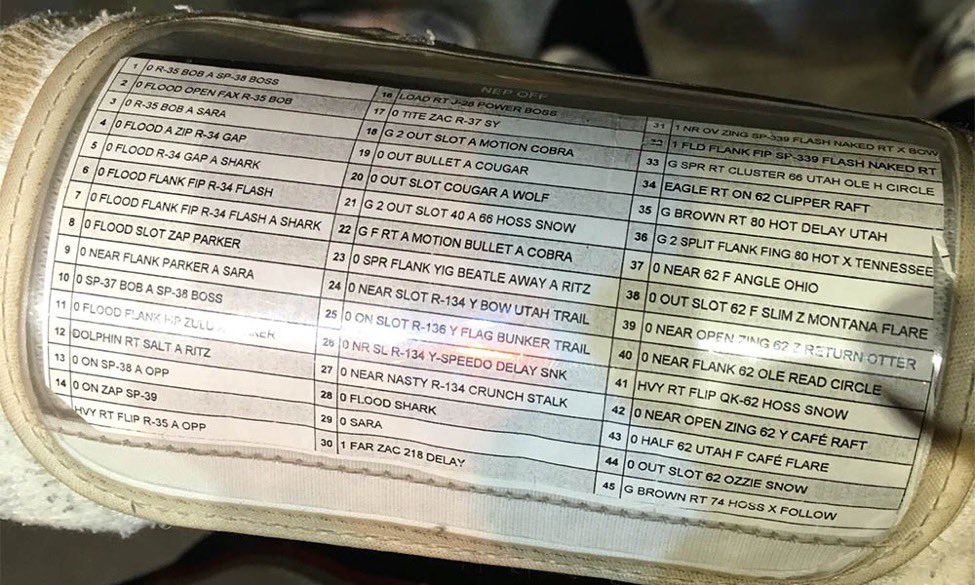 NEP OFF
1 0 R-35 BOB A SP-38 BOSS
2 0 FLOOD OPEN FAX R-35 BOB
3 0 R-35 BOB A SARA
4 0 FLOOD A ZIP R-34 GAP
5 0 FLOOD R-34 GAP A SHARK
6 0 FLOOD FLANK FIP R-34 FLASH
7 0 FLOOD FLANK FIP R-34 FLASH A SHARK
8 0 FLOOD SLOT ZAP PARKER
9 0 NEAR FLANK PARKER A SARA
10 0 SP-37 BOB A SP-38 BOSS
11 0 FLOOD FLANK ZULU
12 DOLPHIN RT SALT A RITZ
13 0 ON SP-38 A OPP
14 0 ON ZAP SP-39
HVY RT FLIP R-35 A OPP
16 LOAD RT J-28 POWER BOSS
17 0 TITE ZAC R-37 SY
18 G 2 OUT SLOT A MOTION COBRA
19 0 OUT BULLET A COUGAR
20 0 OUT SLOT COUGAR A WOLF
21 G 2 OUT SLOT 40 A 66 HOSS SNOW
22 G F RT A MOTION BULLET A COBRA
23 0 SPR FLANK YIG BEATLE AWAY A RITZ
24 0 NEAR SLOT R-134 Y BOW UTAH TRAIL
25 0 ON SLOT R-136 Y FLAG BUNKER TRAIL
26 0 NR SL R-134 Y-SPEEDO DELAY SNK
27 0 NEAR NASTY R-134 CRUNCH STALK
28 0 FLOOD SHARK
29 0 SARA
30 1 FAR ZAC 218 DELAY
31 1 NR OV ZING SP-339 FLASH NAKED RT X BOW
32 1 FLD FLANK FIP SP-339 FLASH NAKED RT
33 G SPR RT CLUSTER 66 UTAH OLE H CIRCLE
34 EAGLE RT ON 62 CLIPPER RAFT
35 G BROWN RT 80 HOT DELAY UTAH
36 G 2 SPLIT FLANK FING 80 HOT X TENNESSEE
37 0 NEAR 62 F ANGLE OHIO
38 0 OUT SLOT 62 F SLIM Z MONTANA FLARE
39 0 NEAR OPEN ZING 62 Z RETURN OTTER
40 0 NEAR FLANK 62 OLE READ CIRCLE
41 HVY RT FLIP QK-62 HOSS SNOW
42 0 NEAR OPEN ZING 62 Y CAFÉ RAFT
43 0 HALF 62 UTAH F CAFÉ FLARE
44 0 OUT SLOT 62 OZZIE SNOW
45 G BROWN RT 74 HOSS X FOLLOW